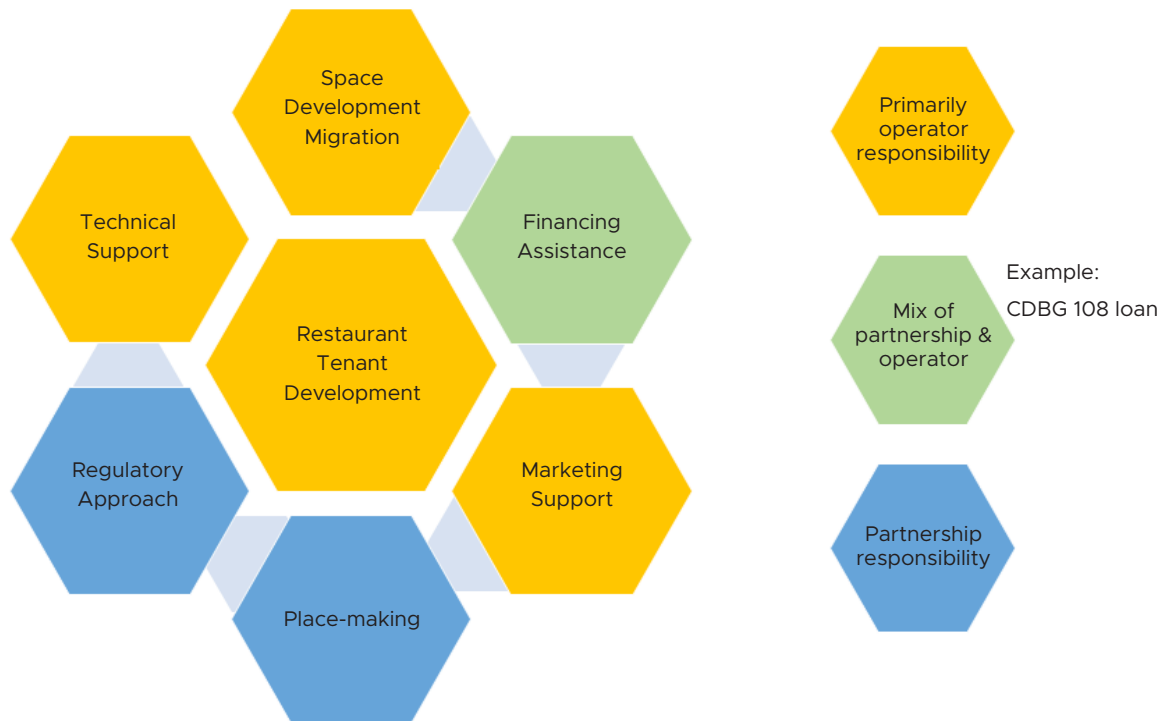 Space
Development
Migration
Technical
Support
Financing
Assistance
Restaurant
Tenant
Development
Regulatory
Approach
Marketing
Support
Place-making
Primarily
operator
responsibility
Mix of
partnership &
operator
Example:
CDBG 108 loan
Partnership
responsibility